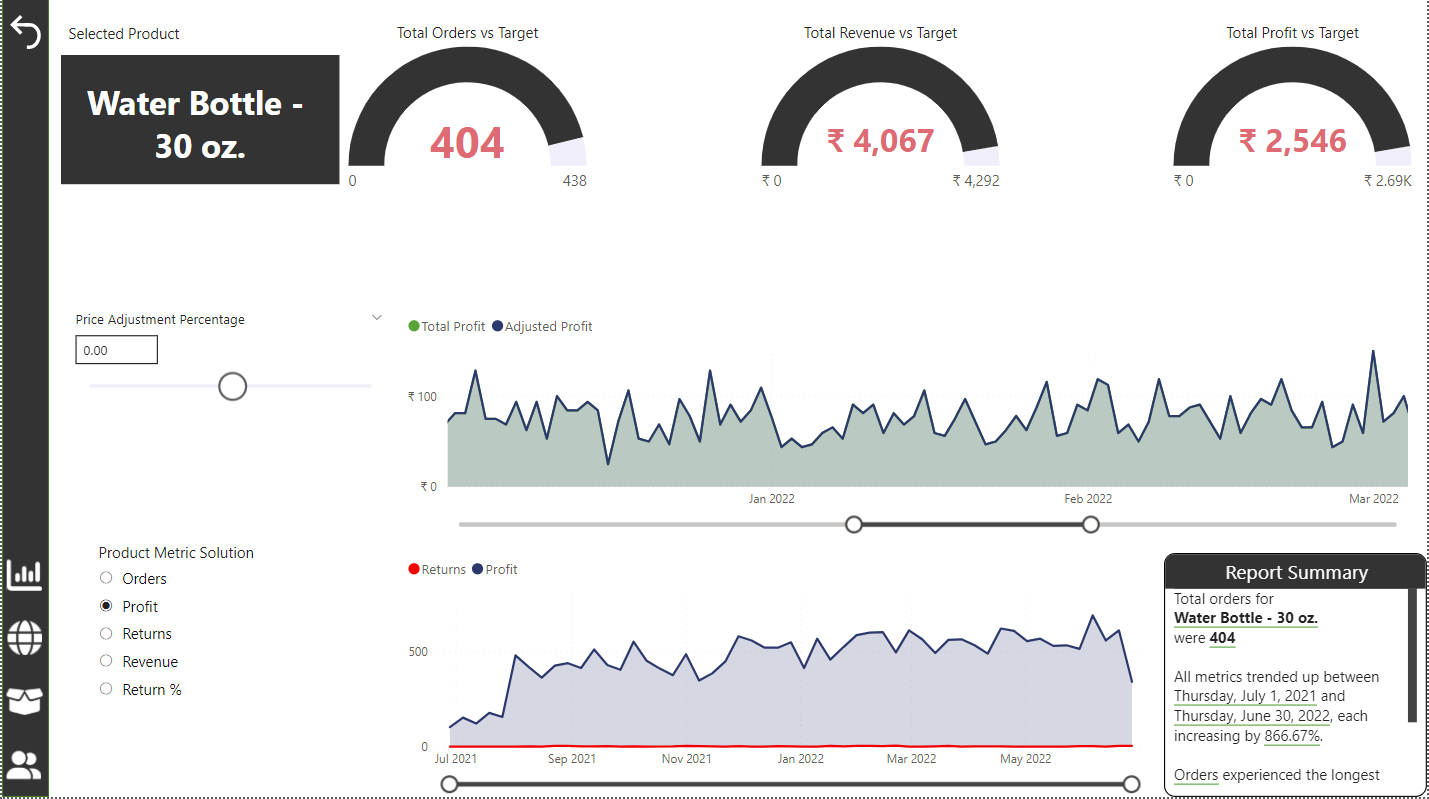 Selected Product
Water Bottle -
30 oz.
Total Orders vs Target
404
0
438
Total Revenue vs Target
₹ 4,067
₹ 0
₹ 4,292
Total Profit vs Target
₹ 2,546
₹ 0
₹ 2.69K
Price Adjustment Percentage
0.00
Total Profit Adjusted Profit
₹ 100
₹ 0
Jan 2022
Feb 2022
Mar 2022
Product Metric Solution
Orders
Profit
Returns
Revenue
Return %
Returns Profit
500
0
Jul 2021
Sep 2021
Nov 2021
Jan 2022
Mar 2022
May 2022
Report Summary
Total orders for
Water Bottle - 30 oz.
were 404
All metrics trended up between
Thursday, July 1, 2021 and
Thursday, June 30, 2022, each
increasing by 866.67%.
Orders experienced the longest